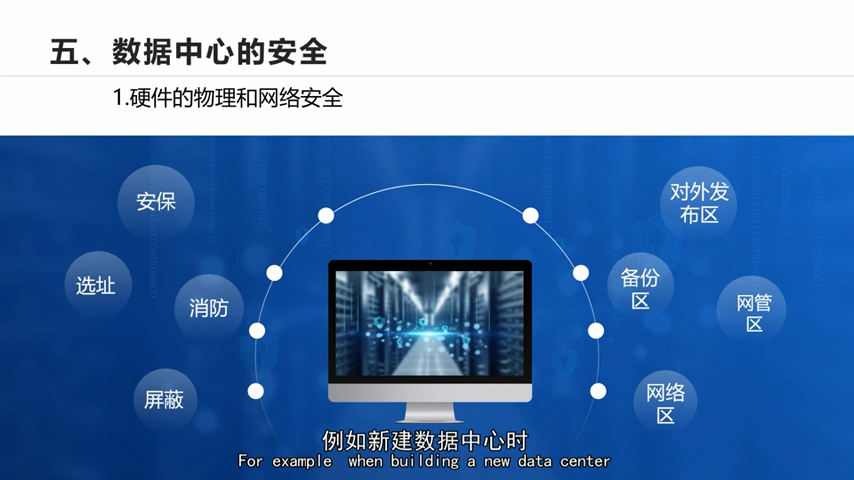 五、数据中心的安全
1.硬件的物理和网络安全
安保
对外发
布区
选址
备份
区
消防
网管
区
屏蔽
网络
区
例如新建数据中心时
For example when building a new data center